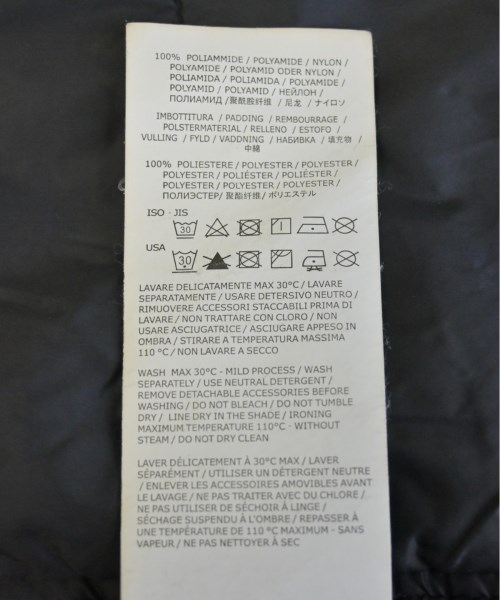 100% POLIAMMIDE / POLYAMIDE / NYLON /
POLYAMIDE / POLYAMID ODER NYLON /
POLIAMIDA / POLIAMIDA / POLYAMIDE /
POLYAMID / POLYAMID / НЕЙЛОН /
ПОЛИАМИД /聚酰胺纤维 / 尼龙 / ナイロン
IMBOTTITURA / PADDING / REMBOURRAGE /
POLSTERMATERIAL / RELLENO / ESTOFO /
VULLING / FYLD / VADDNING / НАБИВКА / 填充物 /
中綿
100% POLIESTERE / POLYESTER / POLYESTER /
POLYESTER / POLIÉSTER / POLIÉSTER /
POLYESTER / POLYESTER / POLYESTER /
ПОЛИЭСТЕР/ 聚酯纤维/ ポリエステル
ISO · JIS
30
USA
30
LAVARE DELICATAMENTE MAX 30°C / LAVARE
SEPARATAMENTE / USARE DETERSIVO NEUTRO /
RIMUOVERE ACCESSORI STACCABILI PRIMA DI
LAVARE / NON TRATTARE CON CLORO / NON
USARE ASCIUGATRICE / ASCIUGARE APPESO IN
OMBRA / STIRARE A TEMPERATURA MASSIMA
110 °C / NON LAVARE A SECCO
WASH MAX 30°C - MILD PROCESS / WASH
SEPARELY / USE NEUTRAL DETERGENT /
REMOVE DETACHABLE ACCESSORIES BEFORE
WASHING / DO NOT BLEACH / DO NOT TUMBLE
DRY / LINE DRY IN THE SHADE / IRONING
MAXIMUM TEMPERATURE 110°C - WITHOUT
STEAM / DO NOT DRY CLEAN
LAVER DÉLICATEMENT À 30°C MAX / LAVER
SÉPARÉMENT / UTILISER UN DÉTERGENT NEUTRE
/ ENLEVER LES ACCESSOIRES AMOVIBLES AVANT
LE LAVAGE / NE PAS TRAITER AVEC DU CHLORE /
NE PAS UTILISER DE SÉCHOIR À LINGE /
SÉCHAGE SUSPENDU À L'OMBRE / REPASSER À
UNE TEMPÉRATURE DE 110 °C MAXIMUM - SANS
VAPEUR / NE PAS NETTOYER À SEC